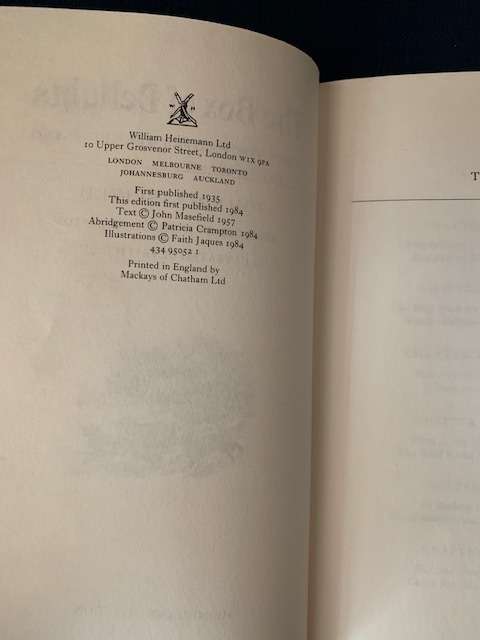 W H
William Heinemann Ltd
10 Upper Grosvenor Street, London W1X 9PA
LONDON MELBOURNE TORONTO
JOHANNESBURG AUCKLAND
First published 1935
This edition first published 1984
Text © John Masefield 1957
Abridgement © Patricia Crampton 1984
Illustrations © Faith Jaques 1984
434 95052 1
Printed in England by
Mackays of Chatham Ltd
T